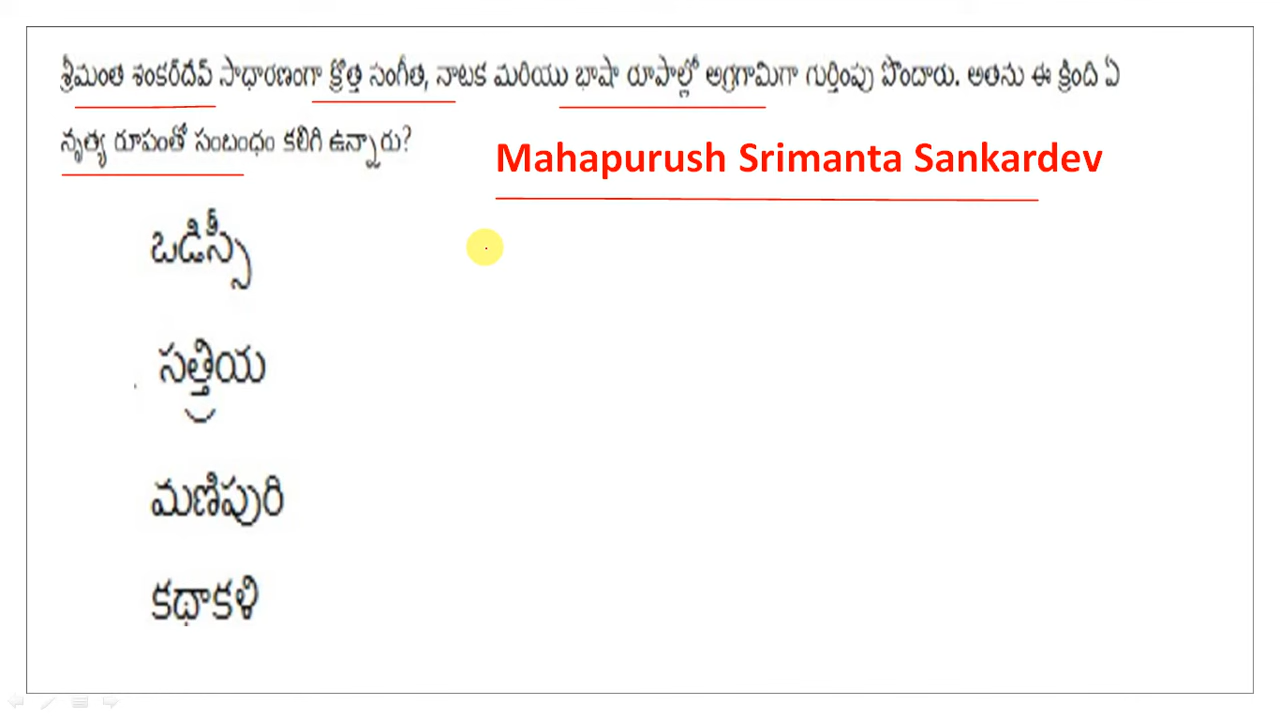 శ్రీమంత శంకర్‌దేవ్ సాధారణంగా క్రొత్త సంగీత, నాటక మరియు భాషా రూపాల్లో అగ్రగామిగా గుర్తింపు పొందారు. అతను ఈ క్రింది ఏ
నృత్య రూపంతో సంబంధం కలిగి ఉన్నారు?
Mahapurush Srimanta Sankardev
ఒడిస్సీ
సత్త్రియ
మణిపురి
కథాకళి